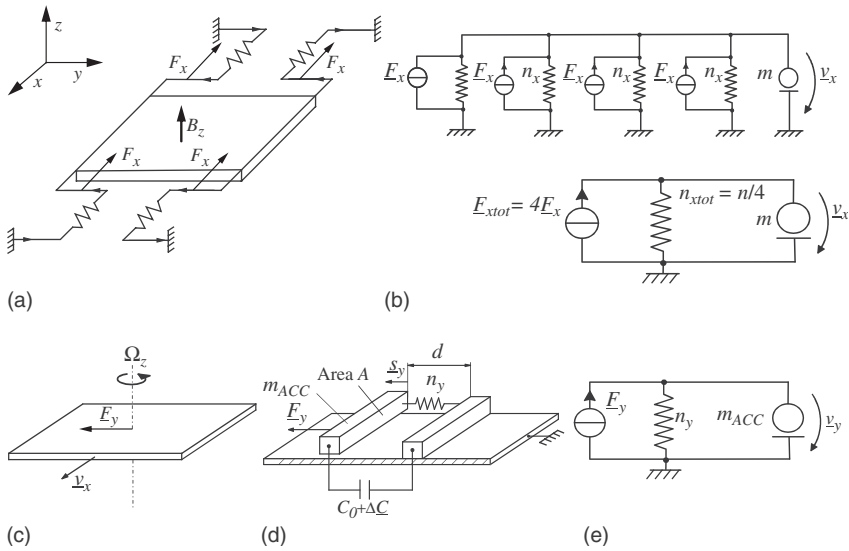 z
x
y
F_x
F_x
B_z
F_x
F_x
(a)
F_x
F_x
n_x
F_x
n_x
F_x
n_x
m
v_x
F_xtot = 4F_x
n_xtot = n/4
m
v_x
(b)
Ω_z
F_y
v_x
(c)
s_y
d
Area A
n_y
m_ACC
F_y
C_0+ΔC
(d)
F_y
n_y
m_ACC
v_y
(e)